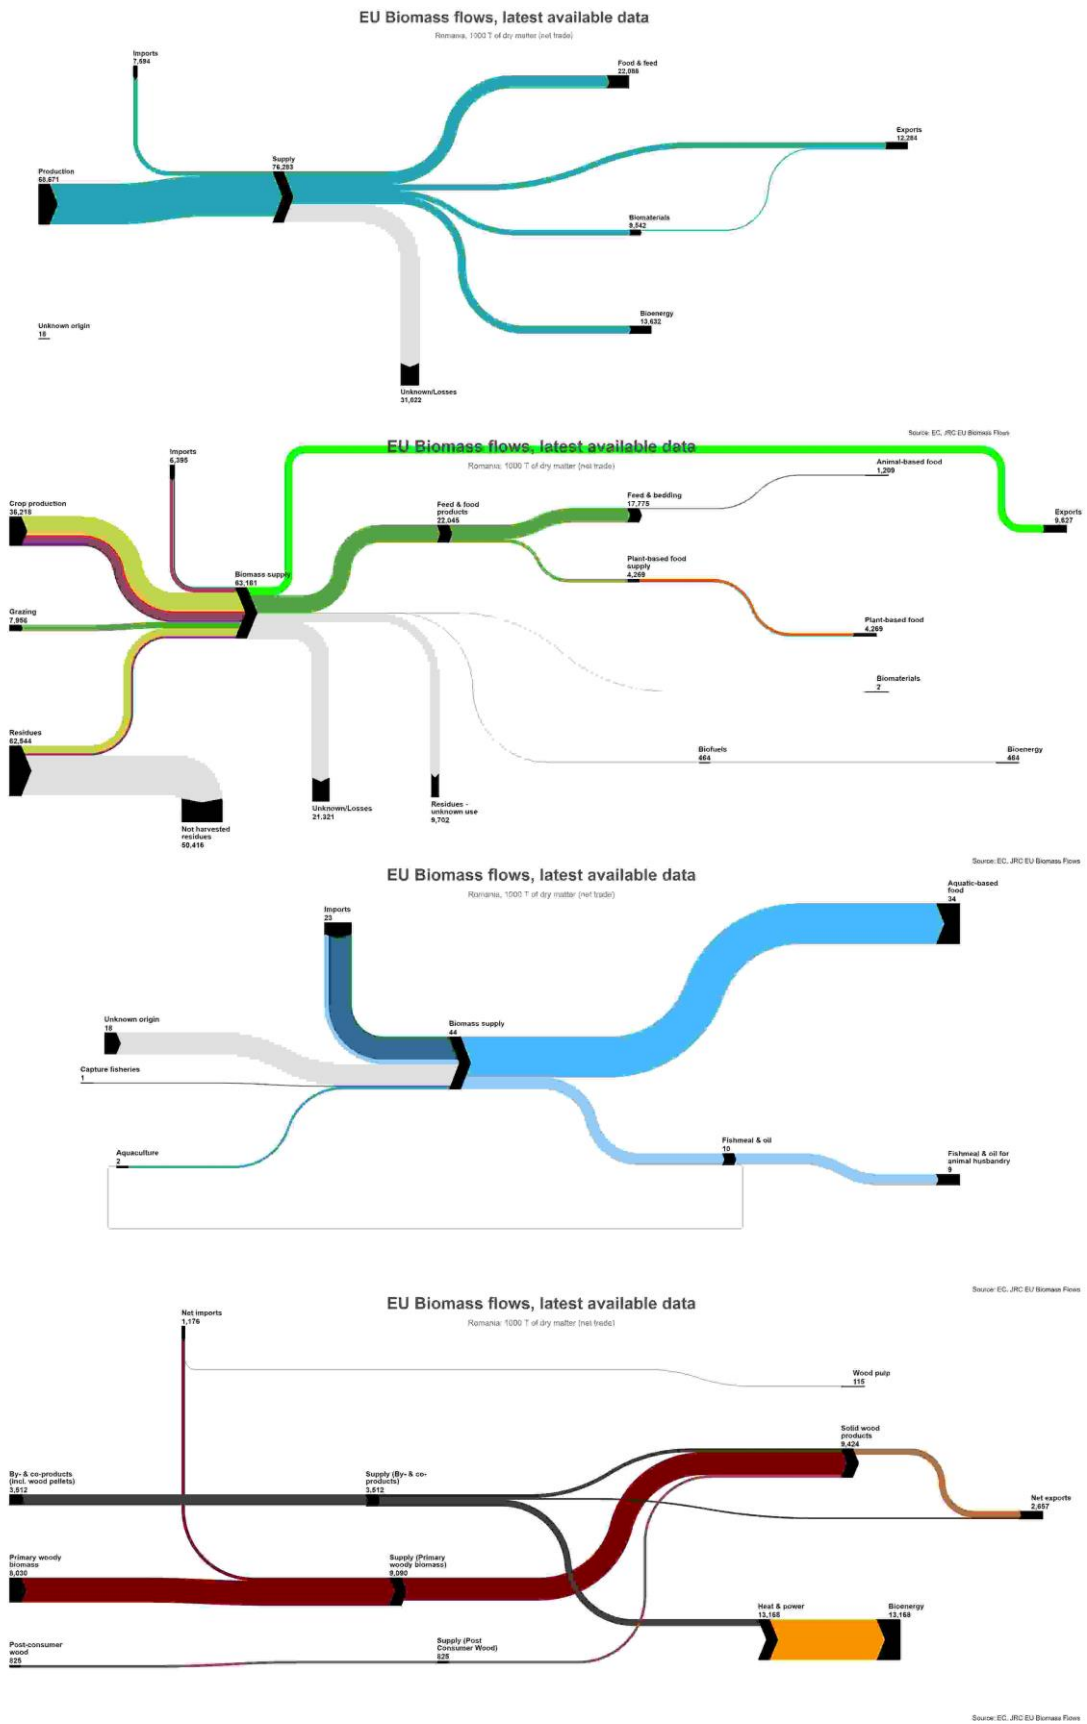 EU Biomass flows, latest available data
Romania, 1000 T of dry matter (net trade)
Imports
7,594
Food & feed
22,088
Exports
12,284
Supply
76,283
Production
68,671
Biomaterials
9,542
Bioenergy
13,632
Unknown origin
18
Unknown/Losses
31,022
Source: EC, JRC EU Biomass Flows
EU Biomass flows, latest available data
Romania, 1000 T of dry matter (net trade)
Imports
6,395
Animal-based food
1,209
Crop production
36,218
Feed & food
products
22,045
Feed & bedding
17,775
Exports
9,627
Biomass supply
63,181
Plant-based food
supply
4,269
Grazing
7,956
Plant-based food
4,269
Biomaterials
2
Residues
62,544
Biofuels
464
Bioenergy
464
Unknown/Losses
21,321
Residues -
unknown use
9,702
Not harvested
residues
50,416
Source: EC, JRC EU Biomass Flows
EU Biomass flows, latest available data
Romania, 1000 T of dry matter (net trade)
Aquatic-based
food
34
Imports
23
Unknown origin
18
Biomass supply
44
Capture fisheries
1
Aquaculture
2
Fishmeal & oil
10
Fishmeal & oil for
animal husbandry
9
Source: EC, JRC EU Biomass Flows
EU Biomass flows, latest available data
Romania, 1000 T of dry matter (net trade)
Net imports
1,176
Wood pulp
115
Solid wood
products
9,424
By- & co-products
(incl. wood pellets)
3,512
Supply (By- & co-
products)
3,512
Net exports
2,657
Primary woody
biomass
8,030
Supply (Primary
woody biomass)
9,090
Heat & power
13,168
Bioenergy
13,168
Post-consumer
wood
825
Supply (Post
Consumer Wood)
825
Source: EC, JRC EU Biomass Flows